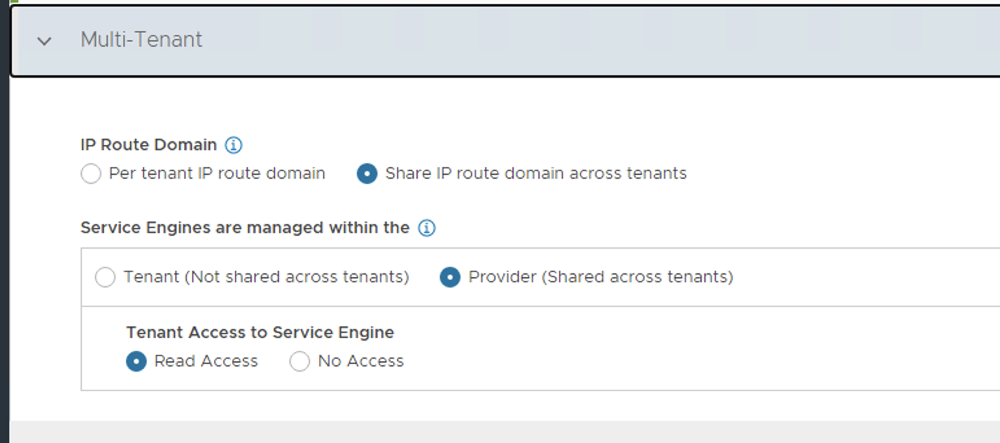 Multi-Tenant
IP Route Domain
Per tenant IP route domain Share IP route domain across tenants
Service Engines are managed within the
Tenant (Not shared across tenants) Provider (Shared across tenants)
Tenant Access to Service Engine
Read Access No Access